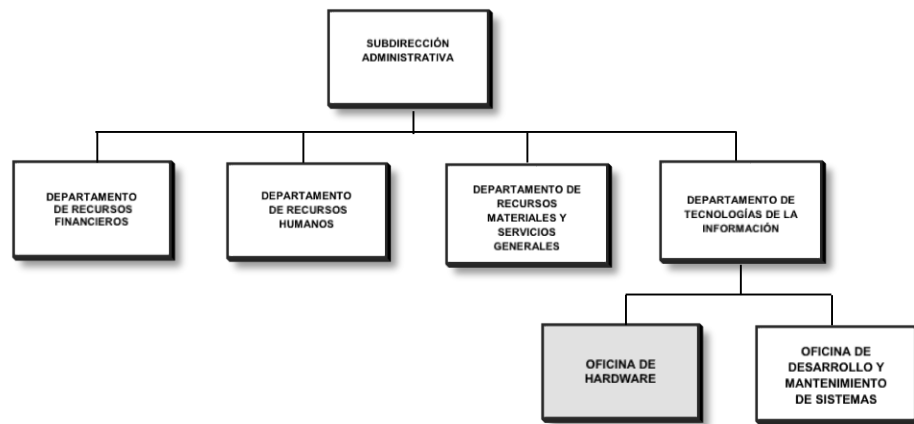 SUBDIRECCIÓN
ADMINISTRATIVA
DEPARTAMENTO
DE RECURSOS
FINANCIEROS
DEPARTAMENTO
DE RECURSOS
HUMANOS
DEPARTAMENTO DE
RECURSOS
MATERIALES Y
SERVICIOS
GENERALES
DEPARTAMENTO DE
TECNOLOGÍAS DE LA
INFORMACIÓN
OFICINA DE
HARDWARE
OFICINA DE
DESARROLLO Y
MANTENIMIENTO
DE SISTEMAS